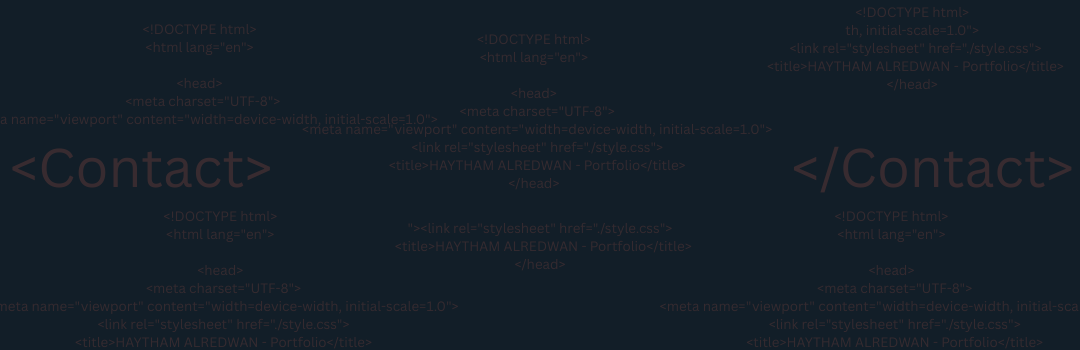 <!DOCTYPE html>
<html lang="en">
<head>
<meta charset="UTF-8">
a name="viewport" content="width=device-width, initial-scale=1.0">
<Contact>
<!DOCTYPE html>
<html lang="en">
<head>
<meta charset="UTF-8">
meta name="viewport" content="width=device-width, initial-scale=1.0">
<link rel="stylesheet" href="./style.css">
<title>HAYTHAM ALREDWAN - Portfolio</title>
<!DOCTYPE html>
<html lang="en">
<head>
<meta charset="UTF-8">
<meta name="viewport" content="width=device-width, initial-scale=1.0">
<link rel="stylesheet" href="./style.css">
<title>HAYTHAM ALREDWAN - Portfolio</title>
</head>
"><link rel="stylesheet" href="./style.css">
<title>HAYTHAM ALREDWAN - Portfolio</title>
</head>
<!DOCTYPE html>
th, initial-scale=1.0">
<link rel="stylesheet" href="./style.css">
<title>HAYTHAM ALREDWAN - Portfolio</title>
</head>
</Contact>
<!DOCTYPE html>
<html lang="en">
<head>
<meta charset="UTF-8">
<meta name="viewport" content="width=device-width, initial-sca
<link rel="stylesheet" href="./style.css">
<title>HAYTHAM ALREDWAN - Portfolio</title>